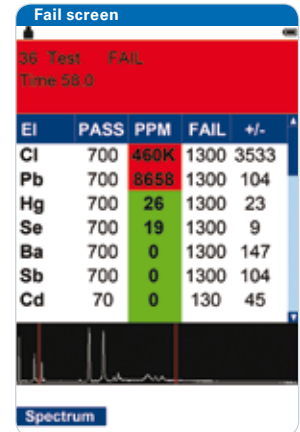 Fail screen
36 Test FAIL
Time 58.0
El PASS PPM FAIL +/-
Cl 700 460K 1300 3533
Pb 700 8658 1300 104
Hg 700 26 1300 23
Se 700 19 1300 9
Ba 700 0 1300 147
Sb 700 0 1300 104
Cd 70 0 130 45
Spectrum